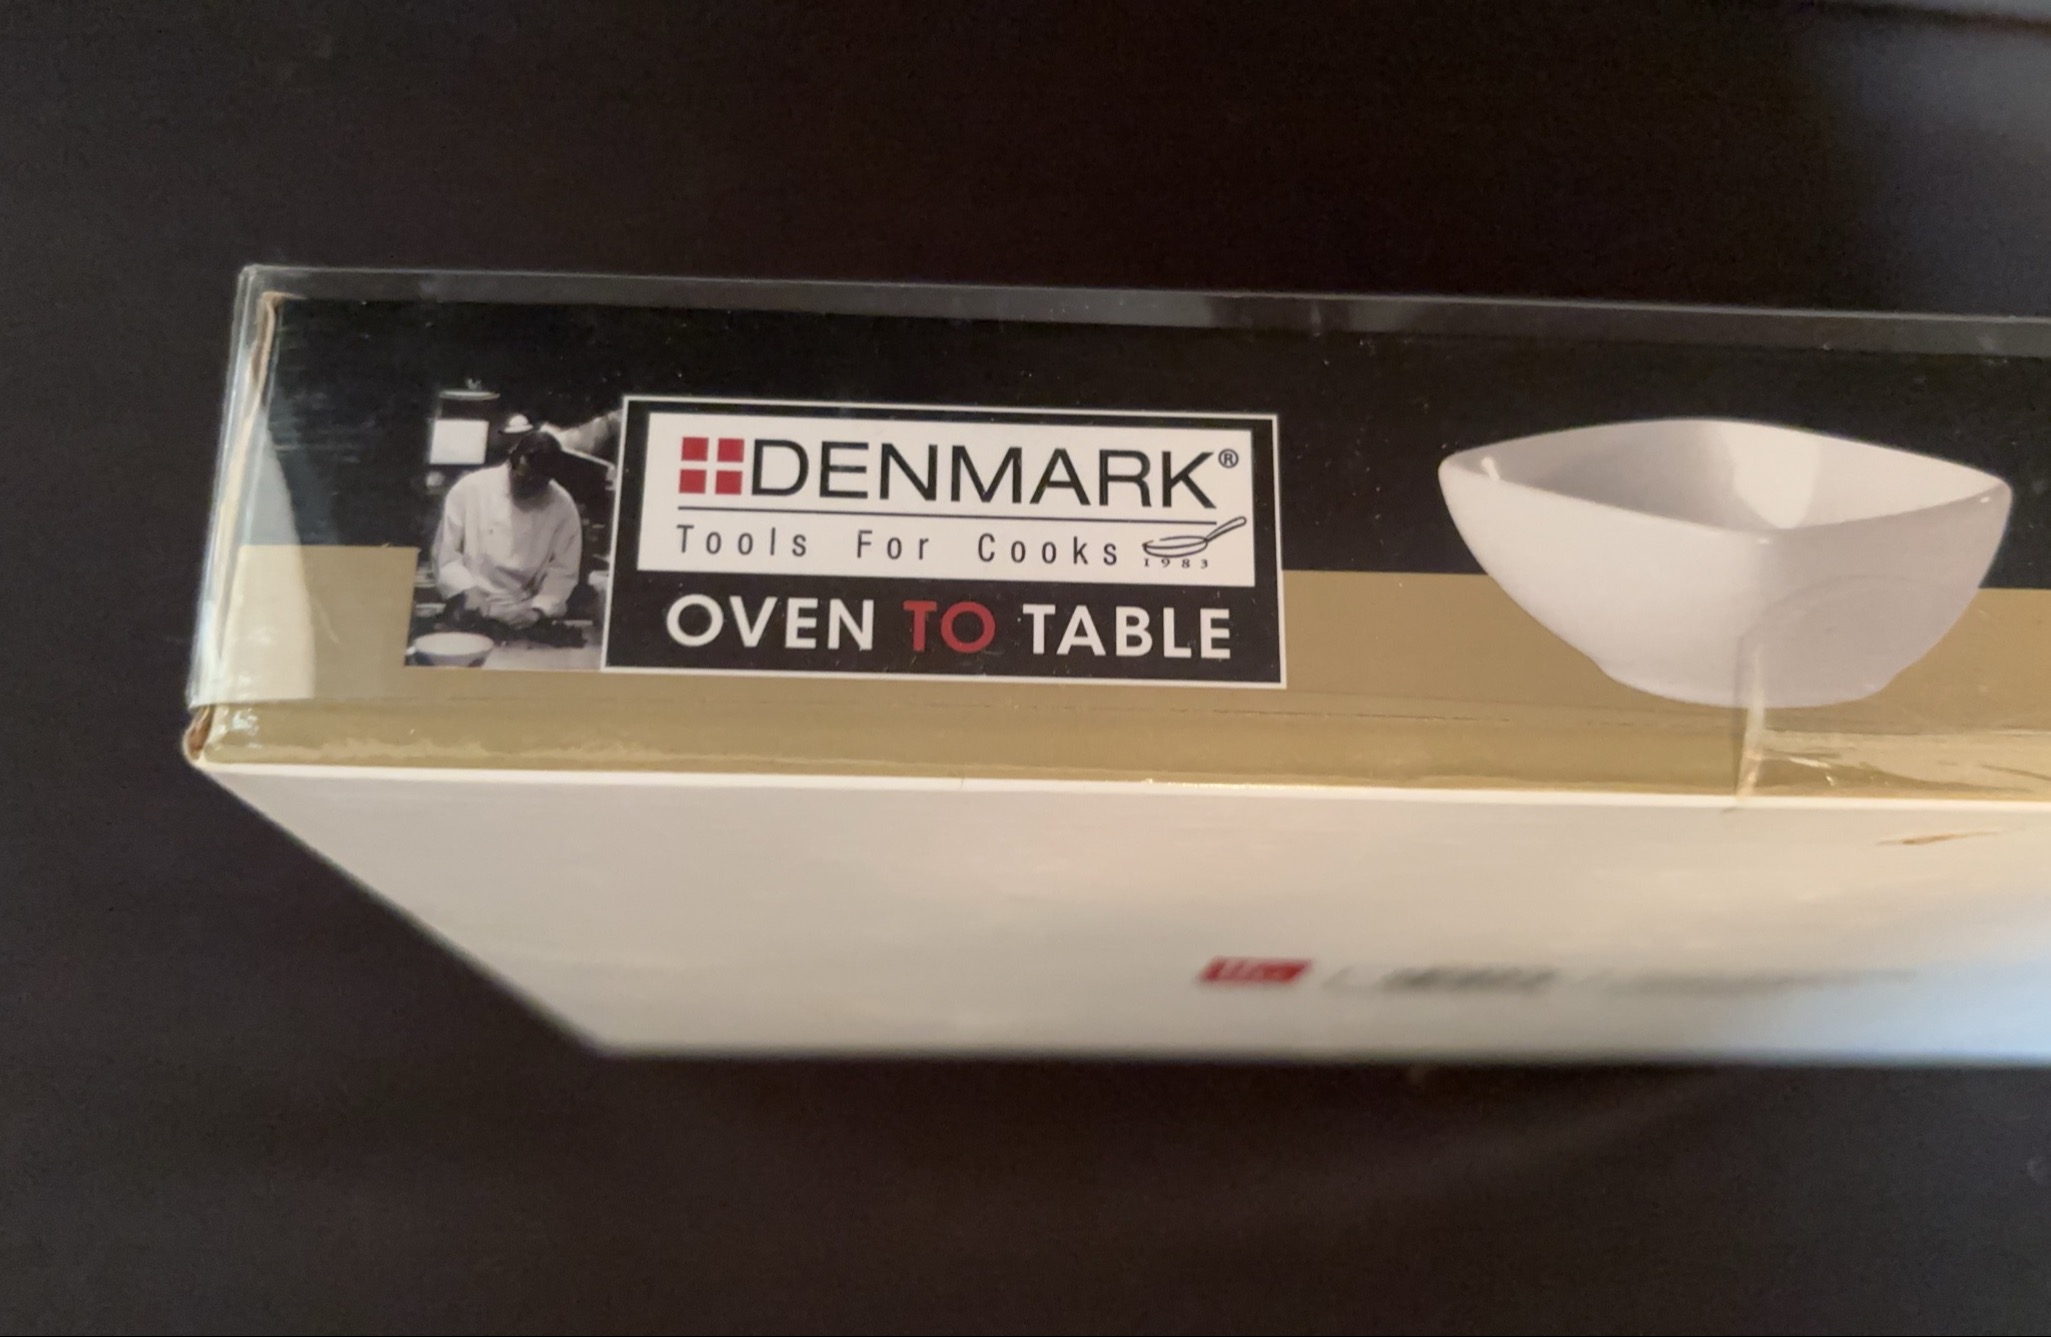 DENMARK®
Tools For Cooks
1983
OVEN TO TABLE